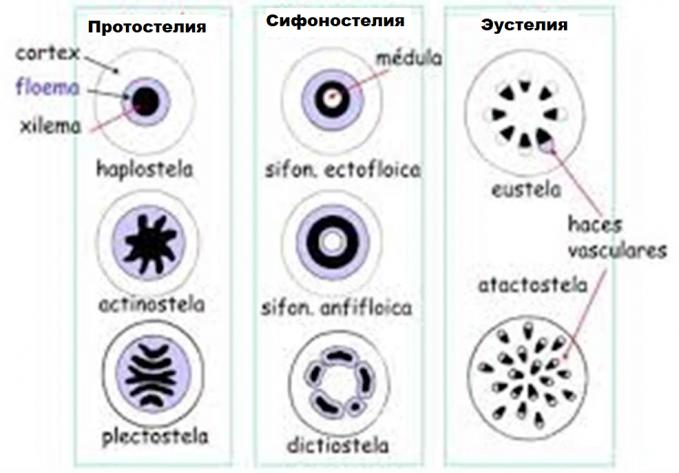 Протостелия
cortex
floema
xilema
haplostela
actinostela
plectostela
Сифоностелия
médula
sifon. ectofloica
sifon. anfifloica
dictiostela
Эустелия
eustela
haces
vasculares
atactostela